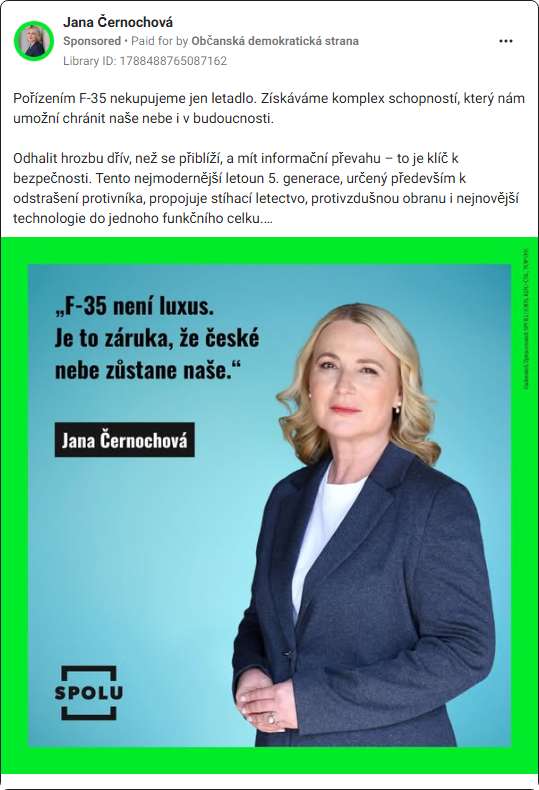 Jana Černochová
Sponsored • Paid for by Občanská demokratická strana
Library ID: 1788488765087162
Pořízením F-35 nekupujeme jen letadlo. Získáváme komplex schopností, který nám
umožní chránit naše nebe i v budoucnosti.
Odhalit hrozbu dřív, než se přiblíží, a mít informační převahu – to je klíč k
bezpečnosti. Tento nejmodernější letoun 5. generace, určený především k
odstrašení protivníka, propojuje stíhací letectvo, protivzdušnou obranu i nejnovější
technologie do jednoho funkčního celku....
„F-35 není luxus.
Je to záruka, že české
nebe zůstane naše.“
Jana Černochová
SPOLU